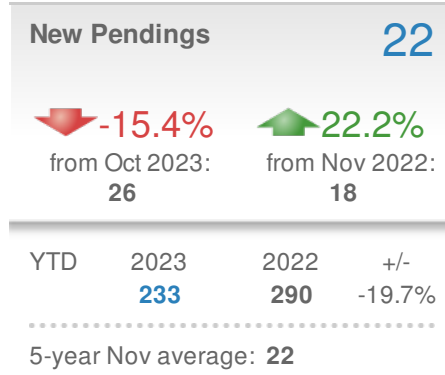 New Pendings 22
-15.4% 22.2%
from Oct 2023: from Nov 2022:
26 18
YTD 2023 2022 +/-
233 290 -19.7%
5-year Nov average: 22